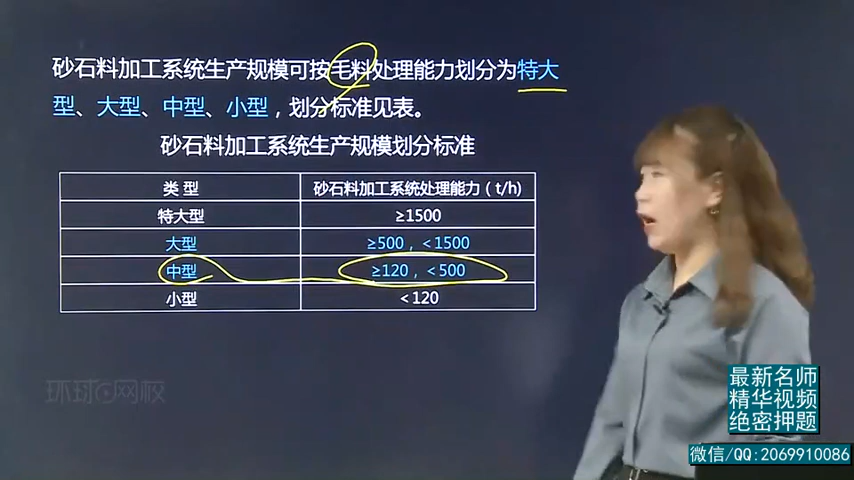 砂石料加工系统生产规模可按毛料处理能力划分为特大
型、大型、中型、小型，划分标准见表。
砂石料加工系统生产规模划分标准
类 型 砂石料加工系统处理能力（t/h）
特大型 ≥1500
大型 ≥500，＜1500
中型 ≥120，＜500
小型 ＜120
环球网校
最新名师
精华视频
绝密押题
微信/QQ:2069910086